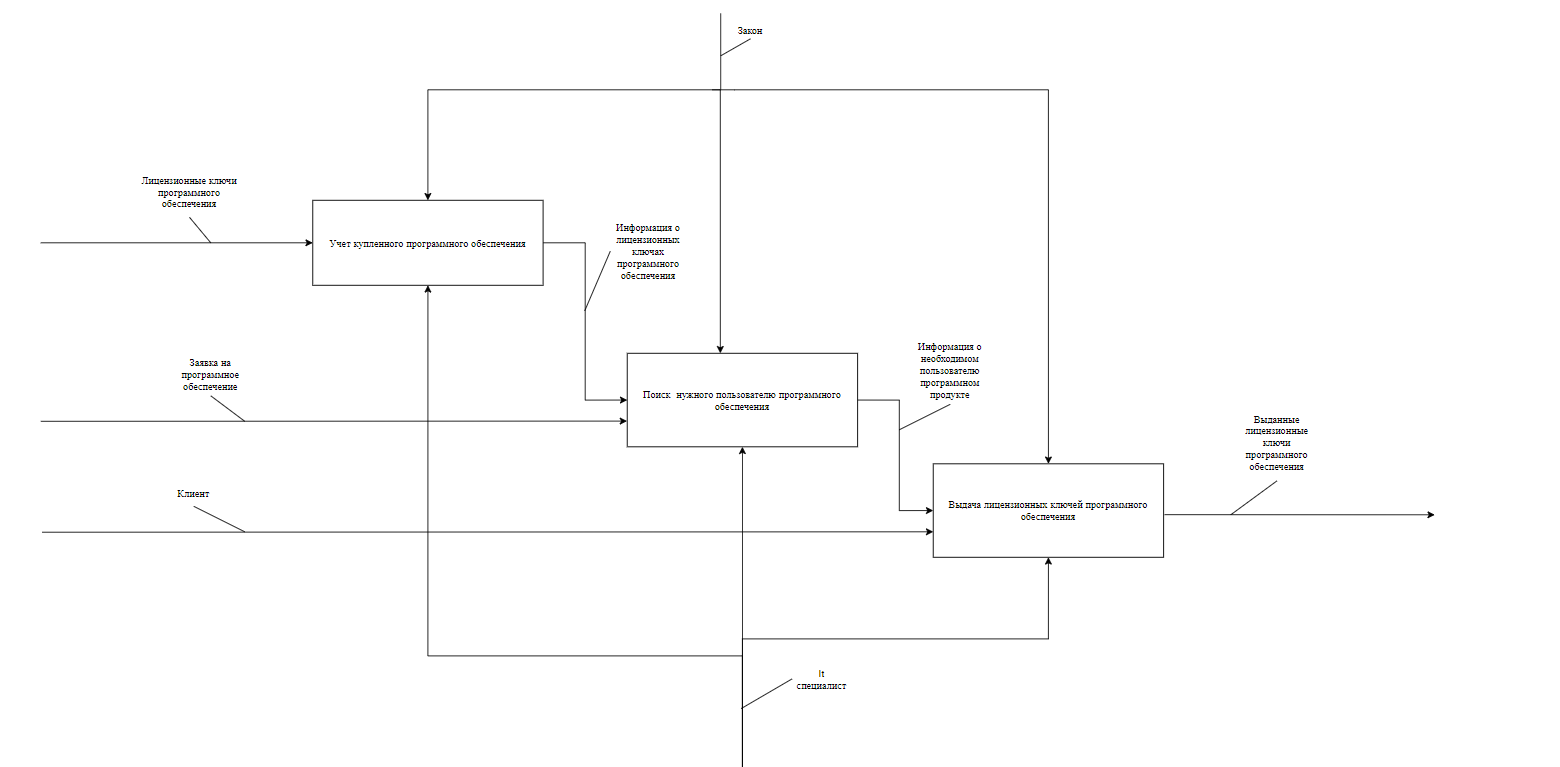 Закон
Лицензионные ключи
программного
обеспечения
Учет купленного программного обеспечения
Информация о
лицензионных
ключах
программного
обеспечения
Заявка на
программное
обеспечение
Поиск нужного пользователю программного
обеспечения
Информация о
необходимом
пользователю
программном
продукте
Выданные
лицензионные
ключи
программного
обеспечения
Клиент
Выдача лицензионных ключей программного
обеспечения
It
специалист